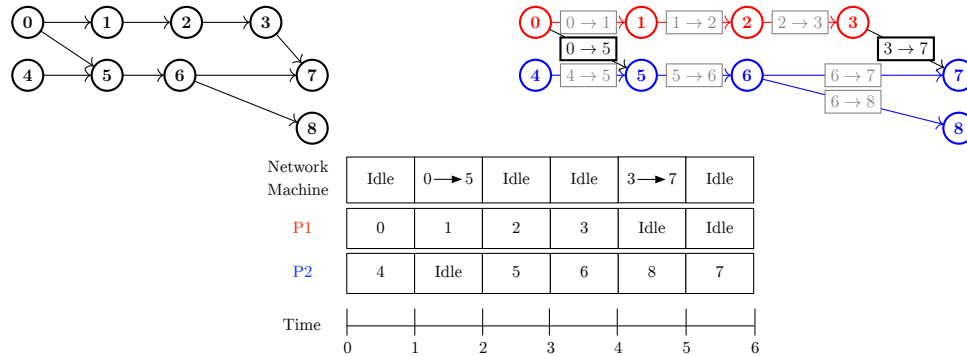 0 1 2 3
4 5 6 7
8
0 0 → 1 1 1 → 2 2 2 → 3 3
0 → 5 3 → 7
4 4 → 5 5 5 → 6 6 6 → 7 7
6 → 8
8
Network Machine Idle 0 → 5 Idle Idle 3 → 7 Idle
P1 0 1 2 3 Idle Idle
P2 4 Idle 5 6 8 7
Time
0 1 2 3 4 5 6